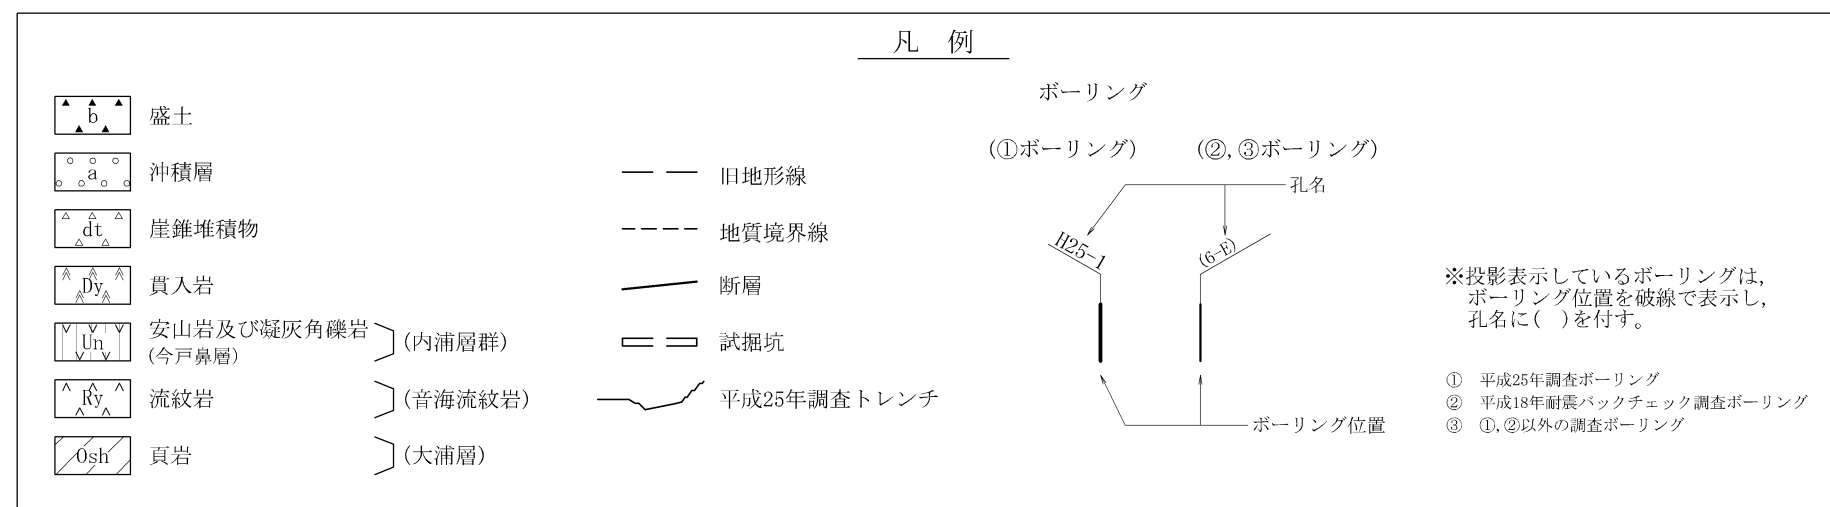 凡 例
b 盛土
a 沖積層
dt 崖錐堆積物
Dy 貫入岩
Un 安山岩及び凝灰角礫岩
(今戸鼻層)
(内浦層群)
Ry 流紋岩 (音海流紋岩)
Osh 頁岩 (大浦層)
旧地形線
地質境界線
断層
試掘坑
平成25年調査トレンチ
ボーリング
(①ボーリング) (②, ③ボーリング)
孔名
H25-1 (6-E)
ボーリング位置
※投影表示しているボーリングは,
ボーリング位置を破線で表示し,
孔名に( )を付す。
① 平成25年調査ボーリング
② 平成18年耐震バックチェック調査ボーリング
③ ①,②以外の調査ボーリング